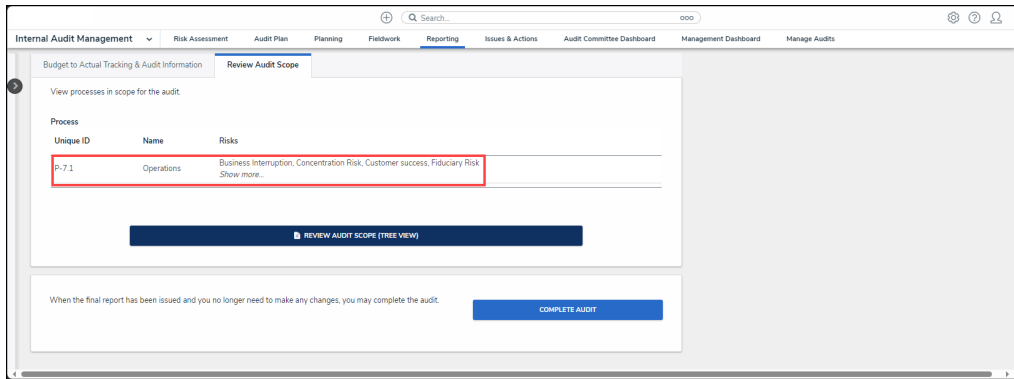 Search...
Internal Audit Management Risk Assessment Audit Plan Planning Fieldwork Reporting Issues & Actions Audit Committee Dashboard Management Dashboard Manage Audits
Budget to Actual Tracking & Audit Information Review Audit Scope
View processes in scope for the audit.
Process
Unique ID Name Risks
P-7.1 Operations Business Interruption, Concentration Risk, Customer success, Fiduciary Risk
Show more...
REVIEW AUDIT SCOPE (TREE VIEW)
When the final report has been issued and you no longer need to make any changes, you may complete the audit.
COMPLETE AUDIT